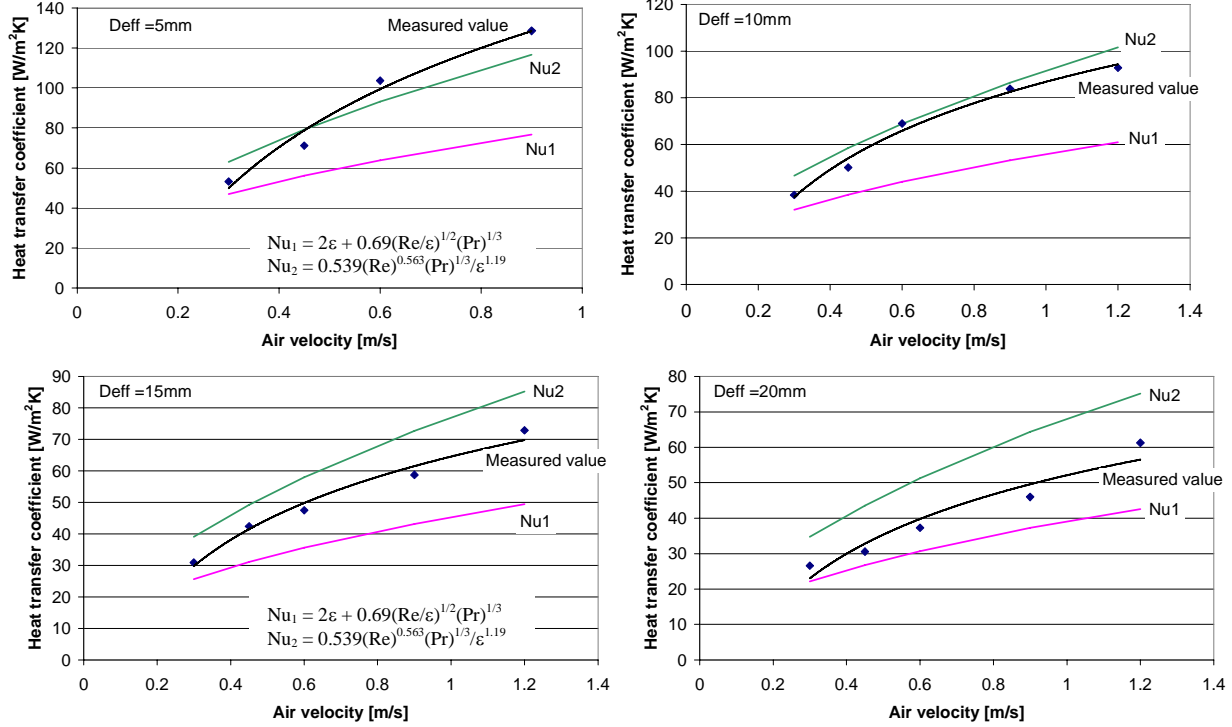 Deff =5mm
Measured value
Nu2
Nu1
Nu₁ = 2ε + 0.69(Re/ε)^1/2(Pr)^1/3
Nu₂ = 0.539(Re)^0.563(Pr)^1/3/ε^1.19
Heat transfer coefficient [W/m²K]
140
120
100
80
60
40
20
0
0 0.2 0.4 0.6 0.8 1
Air velocity [m/s]
Deff =10mm
Nu2
Measured value
Nu1
Heat transfer coefficient [W/m²K]
120
100
80
60
40
20
0
0 0.2 0.4 0.6 0.8 1 1.2 1.4
Air velocity [m/s]
Deff =15mm
Nu2
Measured value
Nu1
Nu₁ = 2ε + 0.69(Re/ε)^1/2(Pr)^1/3
Nu₂ = 0.539(Re)^0.563(Pr)^1/3/ε^1.19
Heat transfer coefficient [W/m²K]
90
80
70
60
50
40
30
20
10
0
0 0.2 0.4 0.6 0.8 1 1.2 1.4
Air velocity [m/s]
Deff =20mm
Nu2
Measured value
Nu1
Heat transfer coefficient [W/m²K]
80
70
60
50
40
30
20
10
0
0 0.2 0.4 0.6 0.8 1 1.2 1.4
Air velocity [m/s]